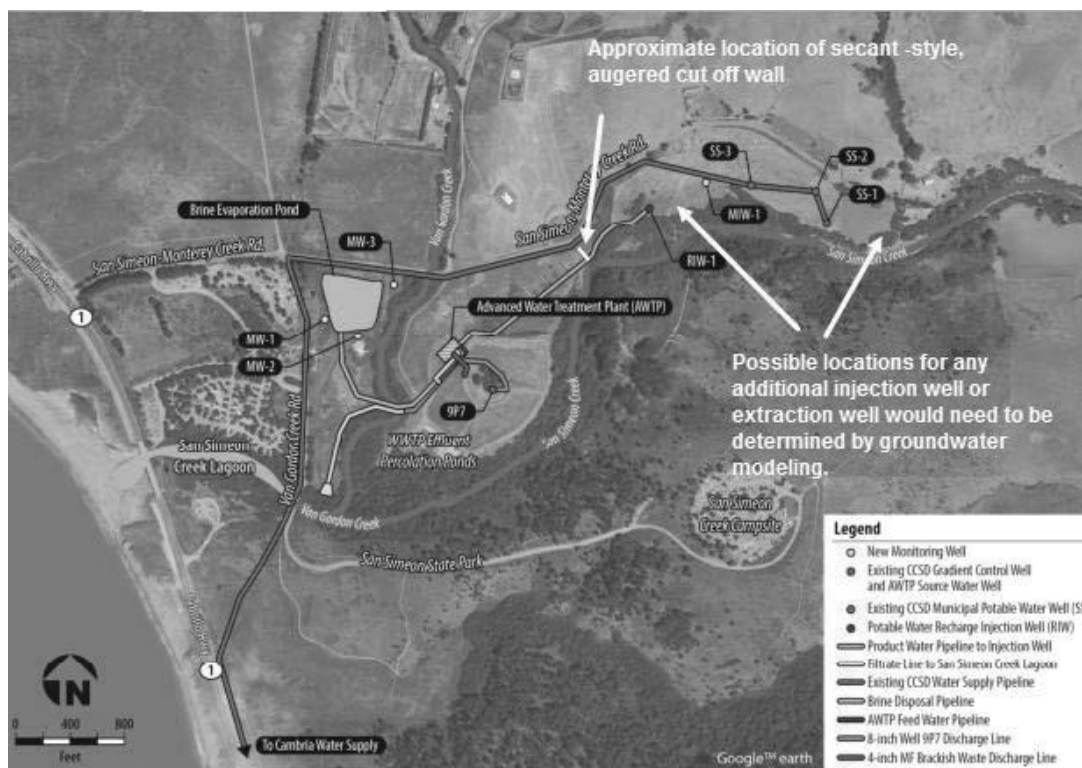 Approximate location of secant -style,
augered cut off wall
SS-3
SS-2
SS-1
San Simeon-Monterey Creek Rd.
Van Gordon Creek
Brine Evaporation Pond
MW-3
MIW-1
San Simeon Creek
San Simeon-Monterey Creek Rd.
RIW-1
1
Advanced Water Treatment Plant (AWTP)
MW-1
MW-2
Possible locations for any
additional injection well or
extraction well would need to be
determined by groundwater
modeling.
9P7
San Simeon Creek
WWTP Effluent
Percolation Ponds
San Simeon
Creek Lagoon
Van Gordon Creek Rd
Van Gordon Creek
San Simeon
Creek Campsite
San Simeon State Park
Legend
New Monitoring Well
Existing CCSD Gradient Control Well
and AWTP Source Water Well
Existing CCSD Municipal Potable Water Well (S
Potable Water Recharge Injection Well (RIW)
Product Water Pipeline to Injection Well
Filtrate Line to San Simeon Creek Lagoon
Existing CCSD Water Supply Pipeline
Brine Disposal Pipeline
AWTP Feed Water Pipeline
8-inch Well 9P7 Discharge Line
4-inch MF Brackish Waste Discharge Line
1
N
0 400 800
Feet
To Cambria Water Supply
Google™ earth